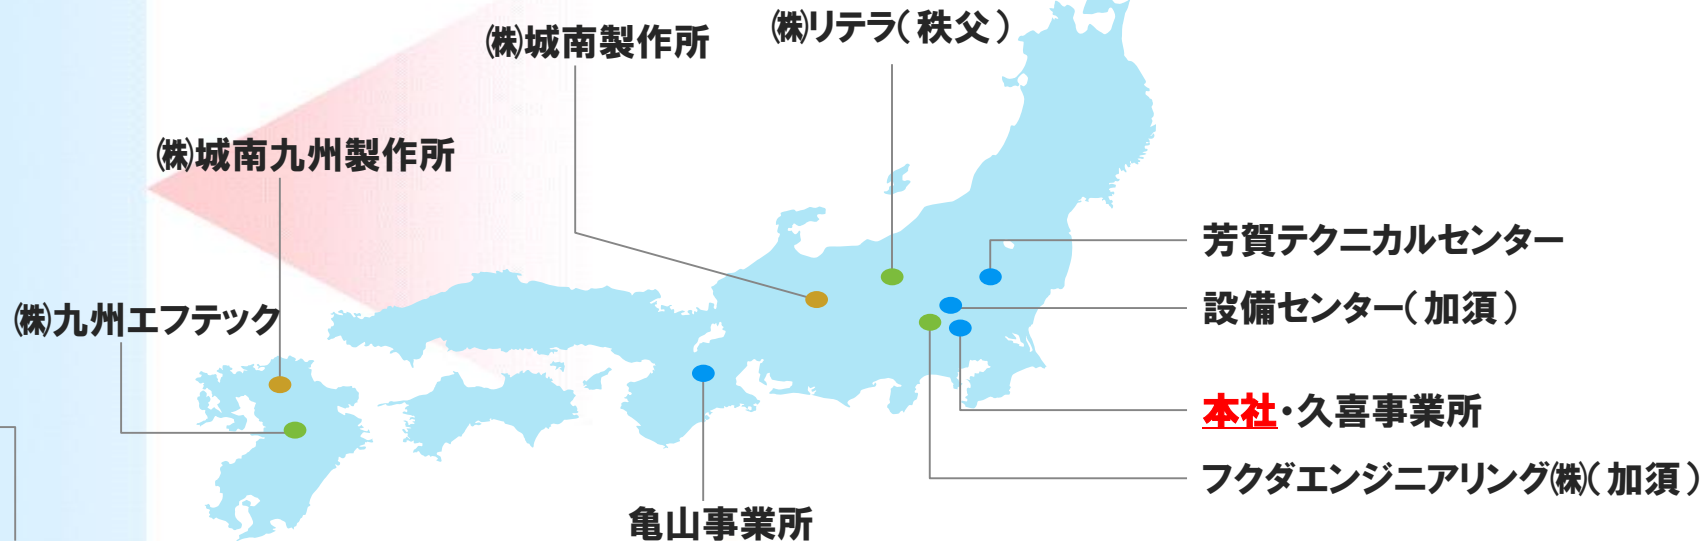 ㈱リテラ(秩父)
㈱城南製作所
㈱城南九州製作所
芳賀テクニカルセンター
設備センター(加須)
㈱九州エフテック
本社・久喜事業所
フクダエンジニアリング㈱(加須)
亀山事業所